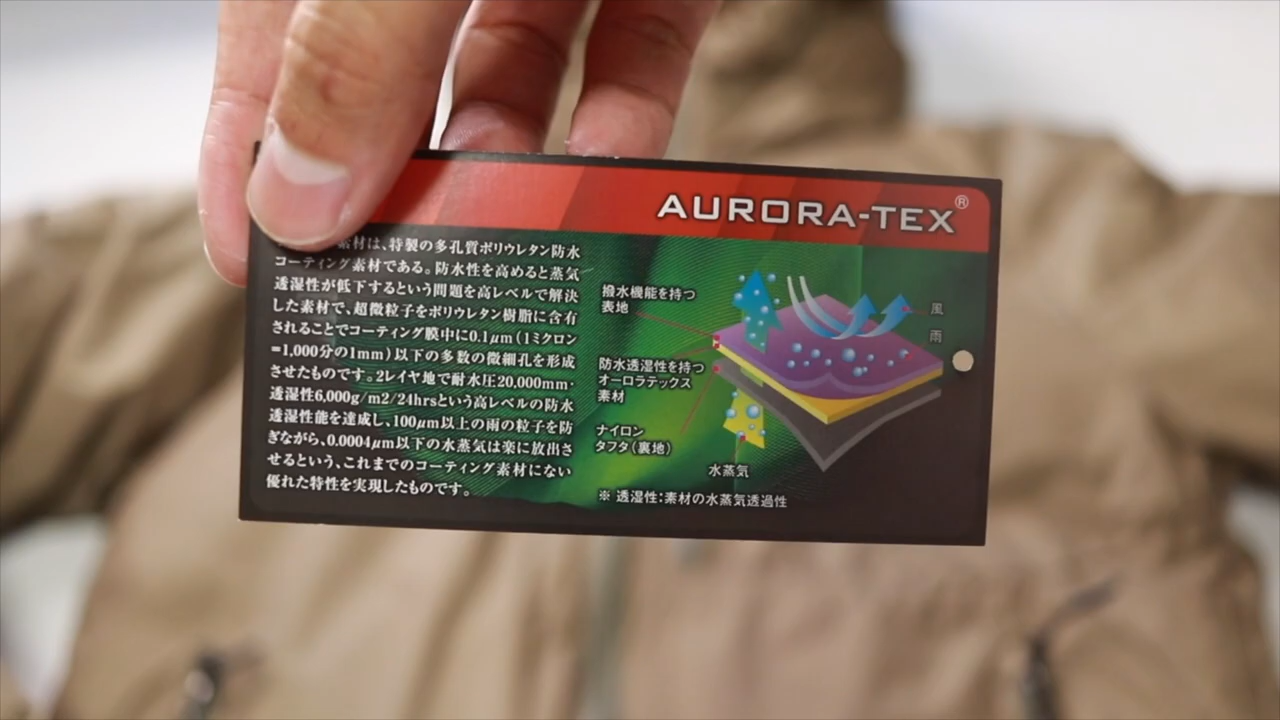 AURORA-TEX®
素材は、特製の多孔質ポリウレタン防水
コーティング素材である。防水性を高めると蒸気
透湿性が低下するという問題を高レベルで解決
した素材で、超微粒子をポリウレタン樹脂に含有
されることでコーティング膜中に0.1μm(1ミクロン
=1,000分の1mm)以下の多数の微細孔を形成
させたものです。2レイヤ地で耐水圧20,000mm・
透湿性6,000g/m2/24hrsという高レベルの防水
透湿性能を達成し、100μm以上の雨の粒子を防
ぎながら、0.0004μm以下の水蒸気は楽に放出さ
せるという、これまでのコーティング素材にない
優れた特性を実現したものです。
撥水機能を持つ
表地
防水透湿性を持つ
オーロラテックス
素材
ナイロン
タフタ(裏地)
風
雨
水蒸気
※ 透湿性:素材の水蒸気透過性